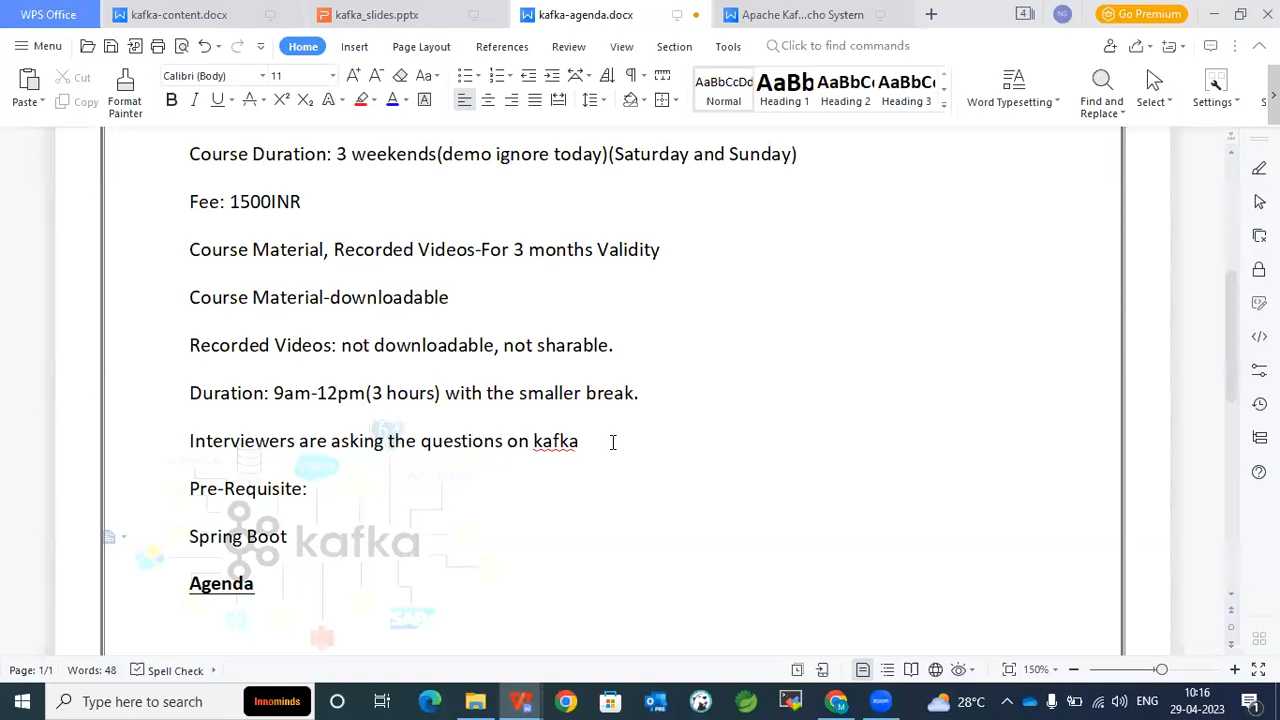 WPS Office
kafka-content.docx
kafka_slides.pptx
kafka-agenda.docx
Apache Kaf...cho System
4
NS
Go Premium
Menu
Home
Insert
Page Layout
References
Review
View
Section
Tools
Click to find commands
Paste
Cut
Copy
Format Painter
Calibri (Body)
11
AaBbCcDd
Normal
AaBb
Heading 1
AaBbC
Heading 2
AaBbC
Heading 3
Word Typesetting
Find and Replace
Select
Settings
Course Duration: 3 weekends(demo ignore today)(Saturday and Sunday)
Fee: 1500INR
Course Material, Recorded Videos-For 3 months Validity
Course Material-downloadable
Recorded Videos: not downloadable, not sharable.
Duration: 9am-12pm(3 hours) with the smaller break.
Interviewers are asking the questions on kafka
Pre-Requisite:
Spring Boot
kafka
Agenda
SAP
Page: 1/1
Words: 48
Spell Check
150%
Type here to search
Innominds
28°C
ENG
10:16
29-04-2023